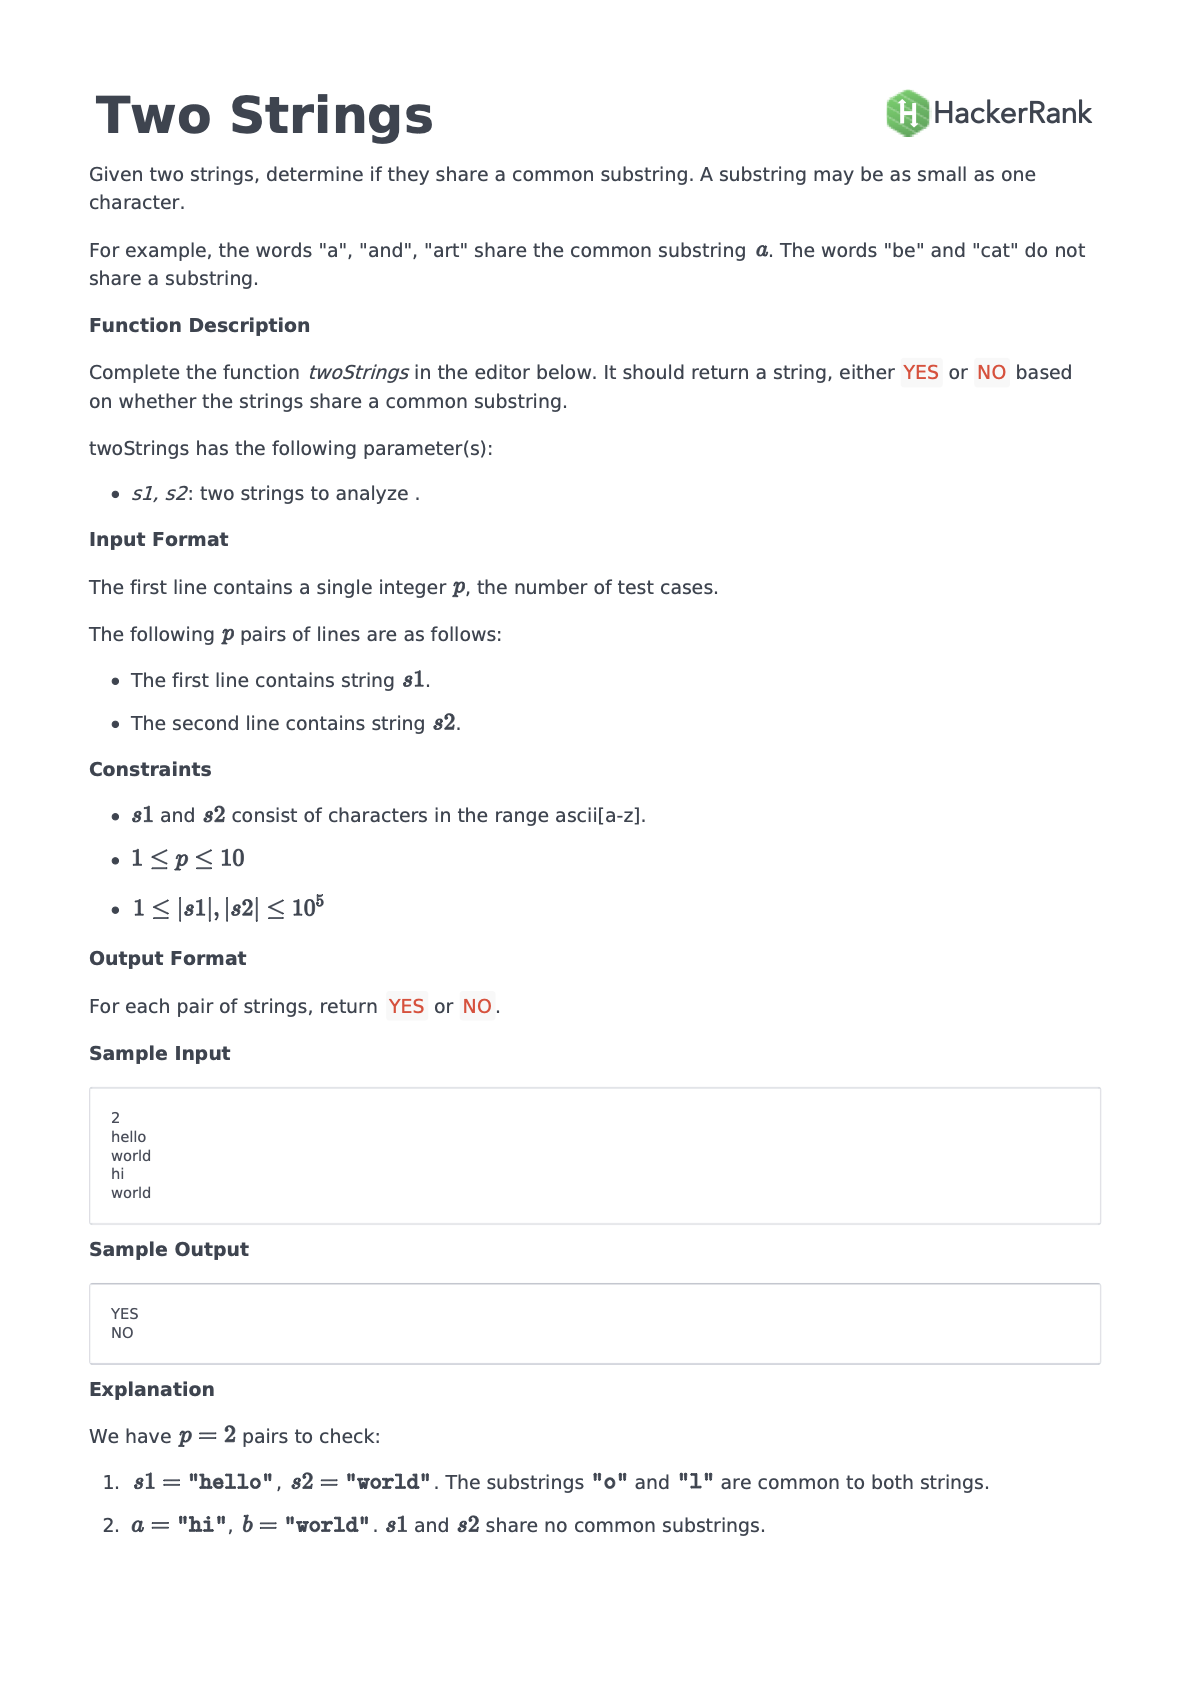 Two Strings
HackerRank
Given two strings, determine if they share a common substring. A substring may be as small as one
character.
For example, the words "a", "and", "art" share the common substring a. The words "be" and "cat" do not
share a substring.
Function Description
Complete the function twoStrings in the editor below. It should return a string, either YES or NO based
on whether the strings share a common substring.
twoStrings has the following parameter(s):
• s1, s2: two strings to analyze .
Input Format
The first line contains a single integer p, the number of test cases.
The following p pairs of lines are as follows:
• The first line contains string s1.
• The second line contains string s2.
Constraints
• s1 and s2 consist of characters in the range ascii[a-z].
• 1 ≤ p ≤ 10
• 1 ≤ |s1|, |s2| ≤ 10⁵
Output Format
For each pair of strings, return YES or NO.
Sample Input
2
hello
world
hi
world
Sample Output
YES
NO
Explanation
We have p = 2 pairs to check:
1. s1 = "hello", s2 = "world". The substrings "o" and "l" are common to both strings.
2. a = "hi", b = "world". s1 and s2 share no common substrings.